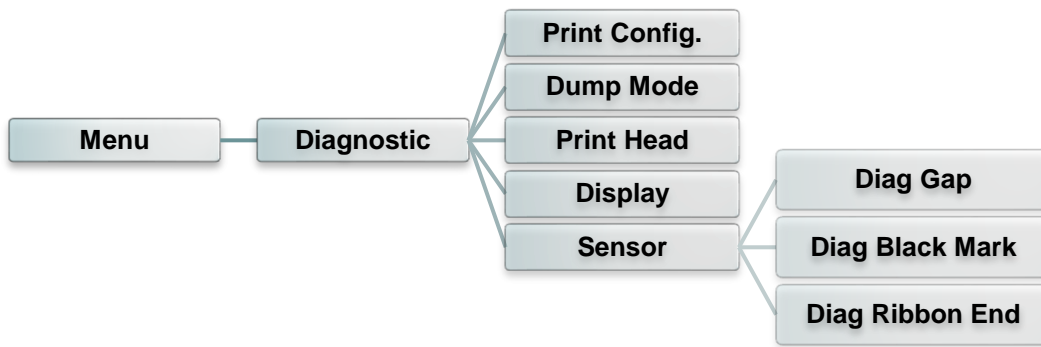 Menu
Diagnostic
Print Config.
Dump Mode
Print Head
Display
Sensor
Diag Gap
Diag Black Mark
Diag Ribbon End